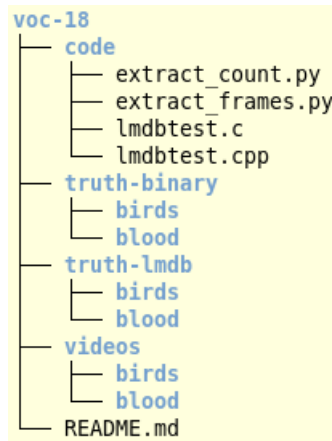 voc-18
code
extract_count.py
extract_frames.py
lmdbtest.c
lmdbtest.cpp
truth-binary
birds
blood
truth-lmdb
birds
blood
videos
birds
blood
README.md